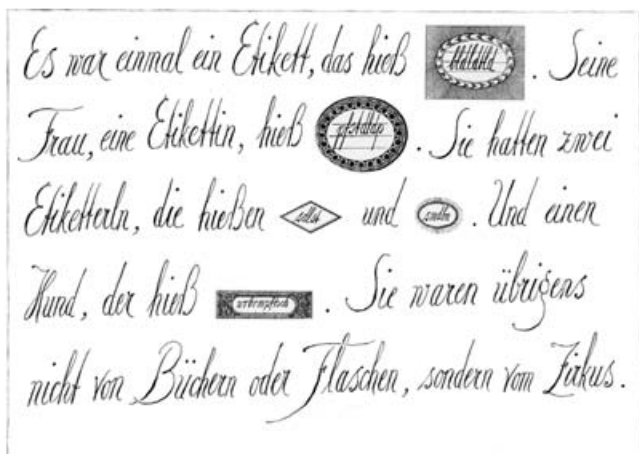 Es war einmal ein Etikett, das hieß . Seine
Frau, eine Etikettin, hieß . Sie hatten zwei
Etiketterln, die hießen und . Und einen
Hund, der hieß . Sie waren übrigens
nicht von Büchern oder Flaschen, sondern vom Zirkus.